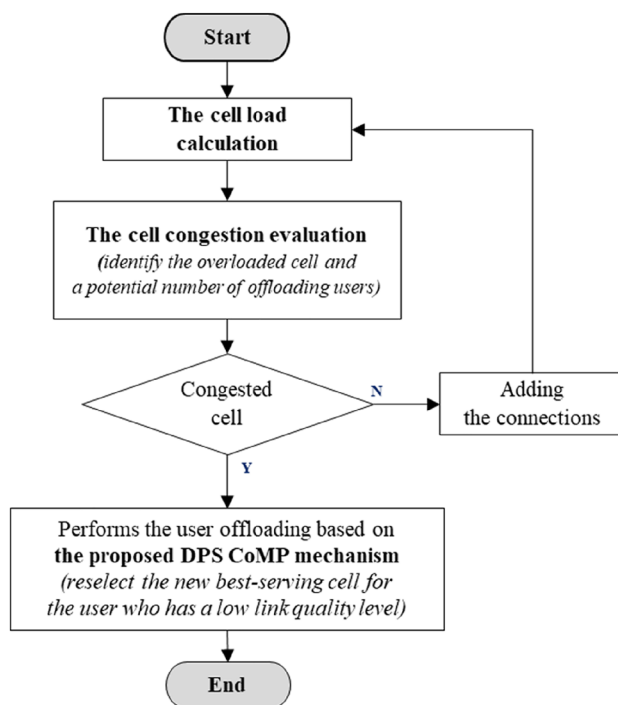 Start
The cell load
calculation
The cell congestion evaluation
(identify the overloaded cell and
a potential number of offloading users)
Congested
cell
N
Adding
the connections
Y
Performs the user offloading based on
the proposed DPS CoMP mechanism
(reselect the new best-serving cell for
the user who has a low link quality level)
End